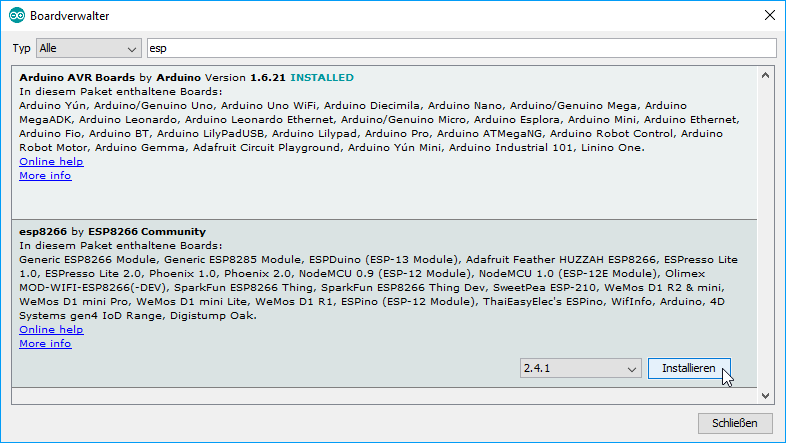 Boardverwalter
Typ Alle esp
Arduino AVR Boards by Arduino Version 1.6.21 INSTALLED
In diesem Paket enthaltene Boards:
Arduino Yún, Arduino/Genuino Uno, Arduino Uno WiFi, Arduino Diecimila, Arduino Nano, Arduino/Genuino Mega, Arduino
MegaADK, Arduino Leonardo, Arduino Leonardo Ethernet, Arduino/Genuino Micro, Arduino Esplora, Arduino Mini, Arduino Ethernet,
Arduino Fio, Arduino BT, Arduino LilyPadUSB, Arduino Lilypad, Arduino Pro, Arduino ATMegaNG, Arduino Robot Control, Arduino
Robot Motor, Arduino Gemma, Adafruit Circuit Playground, Arduino Yún Mini, Arduino Industrial 101, Linino One.
Online help
More info
esp8266 by ESP8266 Community
In diesem Paket enthaltene Boards:
Generic ESP8266 Module, Generic ESP8285 Module, ESPDuino (ESP-13 Module), Adafruit Feather HUZZAH ESP8266, ESPresso Lite
1.0, ESPresso Lite 2.0, Phoenix 1.0, Phoenix 2.0, NodeMCU 0.9 (ESP-12 Module), NodeMCU 1.0 (ESP-12E Module), Olimex
MOD-WIFI-ESP8266(-DEV), SparkFun ESP8266 Thing, SparkFun ESP8266 Thing Dev, SweetPea ESP-210, WeMos D1 R2 & mini,
WeMos D1 mini Pro, WeMos D1 mini Lite, WeMos D1 R1, ESPino (ESP-12 Module), ThaiEasyElec's ESPino, WifInfo, Arduino, 4D
Systems gen4 IoD Range, Digistump Oak.
Online help
More info
2.4.1 Installieren
Schließen